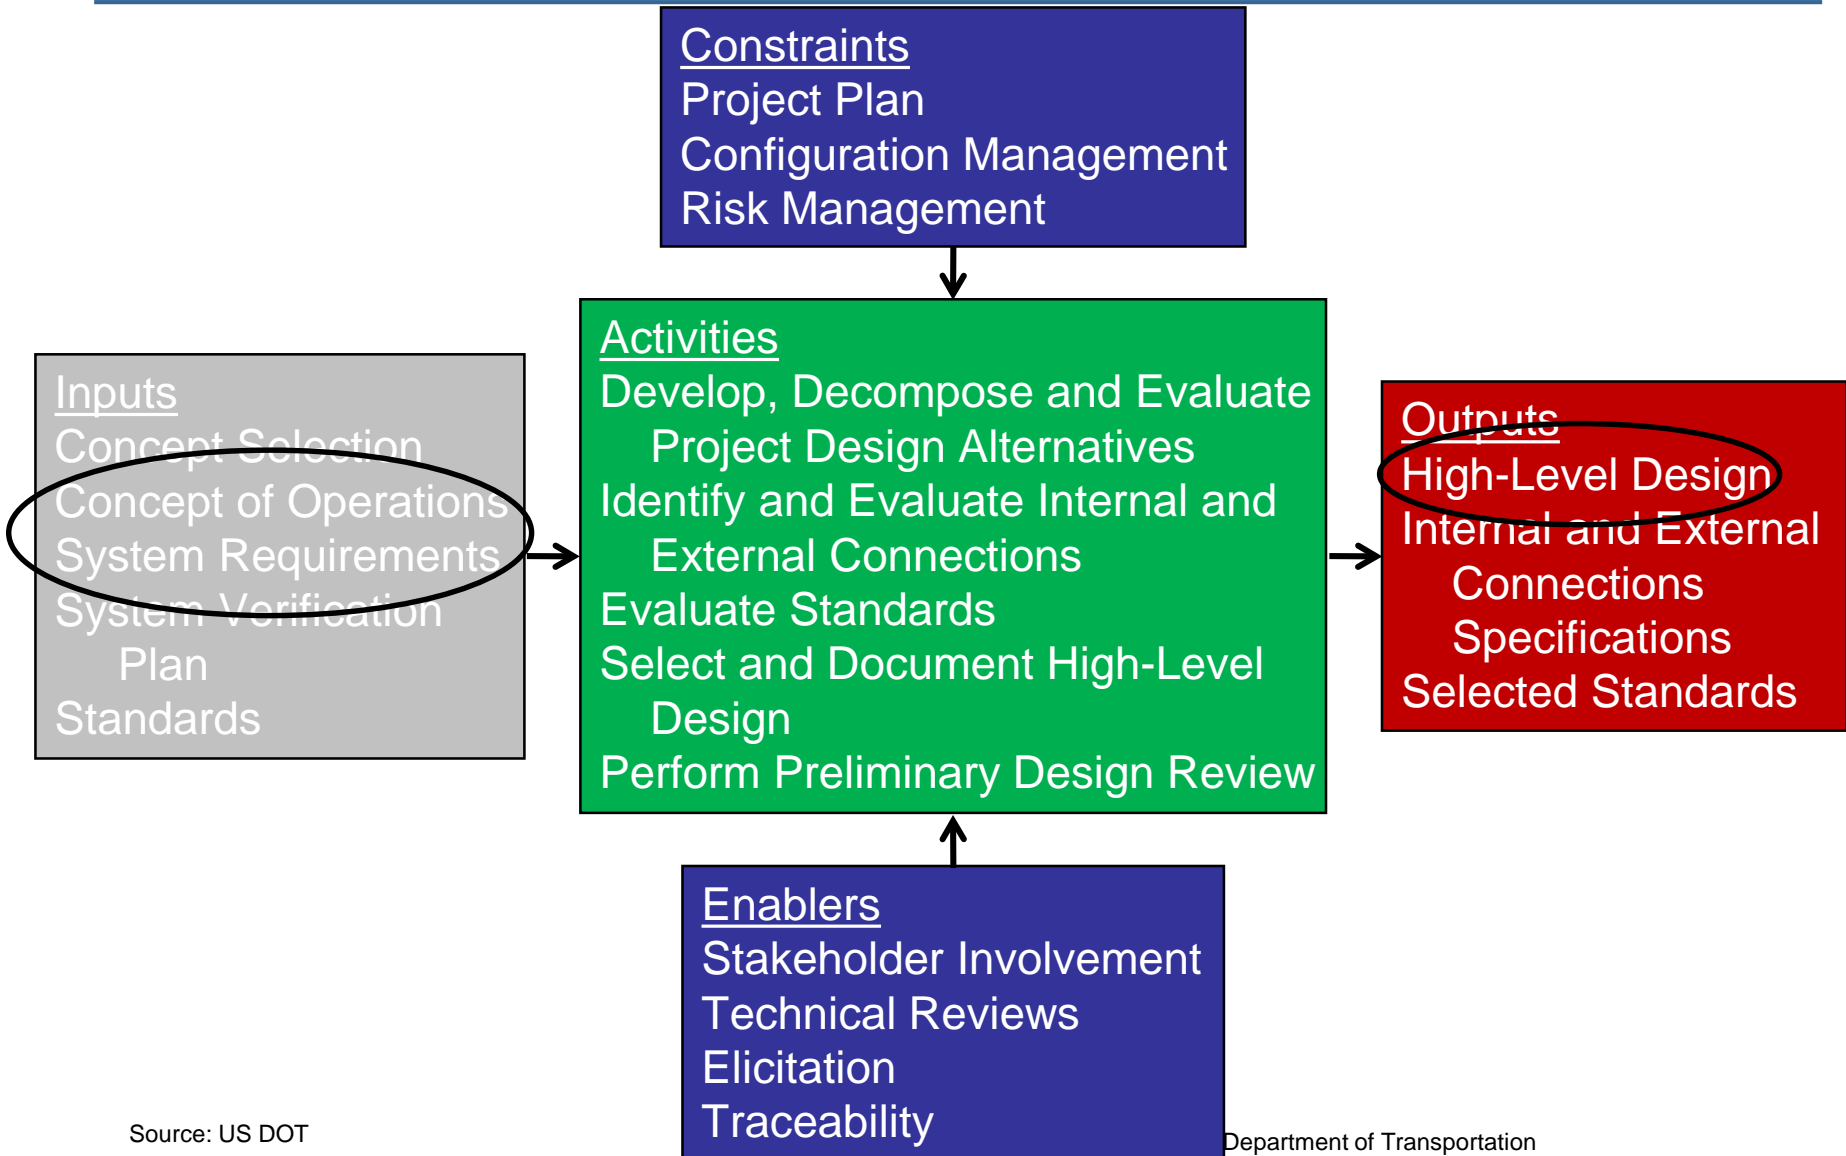 Constraints
Project Plan
Configuration Management
Risk Management
Inputs
Concept Selection
Concept of Operations
System Requirements
System Verification
Plan
Standards
Activities
Develop, Decompose and Evaluate
Project Design Alternatives
Identify and Evaluate Internal and
External Connections
Evaluate Standards
Select and Document High-Level
Design
Perform Preliminary Design Review
Outputs
High-Level Design
Internal and External
Connections
Specifications
Selected Standards
Enablers
Stakeholder Involvement
Technical Reviews
Elicitation
Traceability
Source: US DOT
Department of Transportation